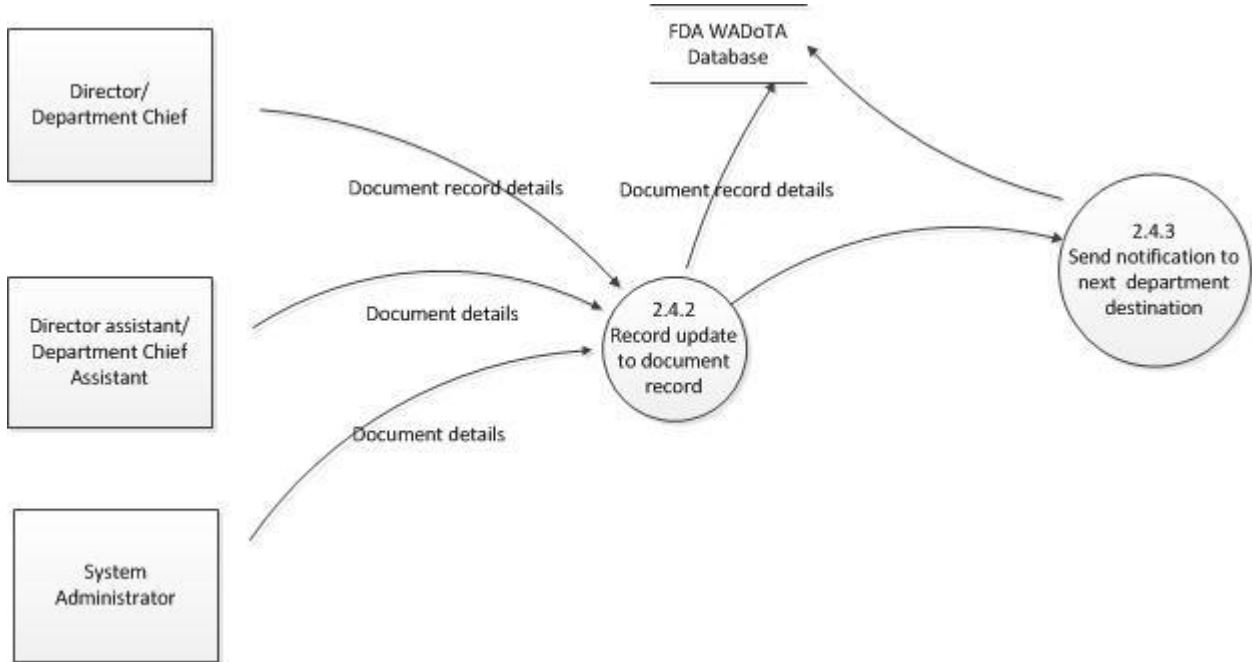 FDA WADoTA
Database
Director/
Department Chief
Document record details
Document record details
2.4.3
Send notification to
next department
destination
Director assistant/
Department Chief
Assistant
Document details
2.4.2
Record update
to document
record
Document details
System
Administrator